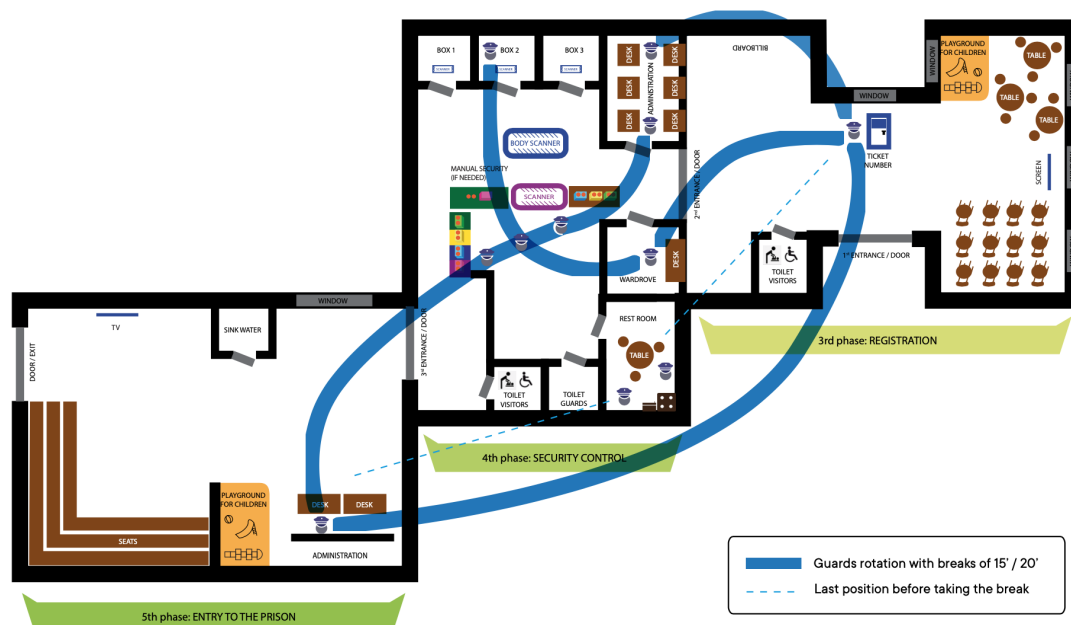 BOX 1
BOX 2
BOX 3
SCANNER
SCANNER
SCANNER
DESK
DESK
DESK
DESK
DESK
DESK
ADMINISTRATION
BILLBOARD
WINDOW
WINDOW
PLAYGROUND
FOR CHILDREN
TABLE
TABLE
TABLE
TICKET
NUMBER
SCREEN
BODY SCANNER
MANUAL SECURITY
(IF NEEDED)
SCANNER
2nd ENTRANCE / DOOR
WARDROVE
DESK
TOILET
VISITORS
1st ENTRANCE / DOOR
3rd phase: REGISTRATION
WINDOW
TV
SINK WATER
DOOR / EXIT
3rd ENTRANCE / DOOR
REST ROOM
TABLE
TOILET
VISITORS
TOILET
GUARDS
4th phase: SECURITY CONTROL
PLAYGROUND
FOR CHILDREN
DESK
DESK
SEATS
ADMINISTRATION
5th phase: ENTRY TO THE PRISON
Guards rotation with breaks of 15' / 20'
Last position before taking the break